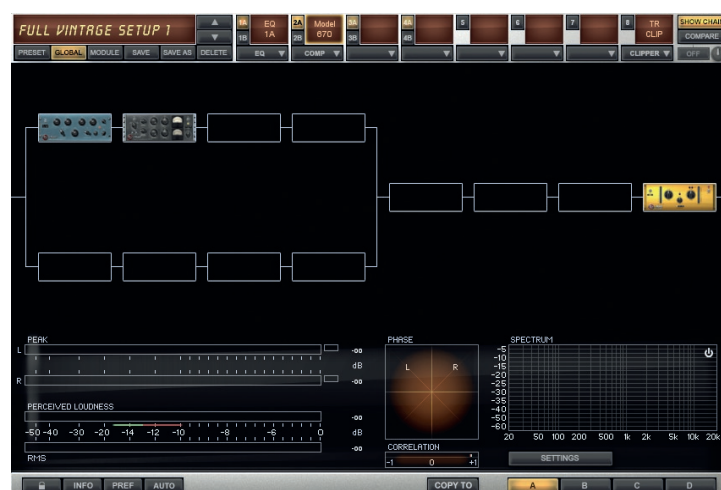 FULL VINTAGE SETUP 1
1A 1B EQ 1A 2A 2B Model 670 3A 3B 4A 4B 5 6 7 8 TR CLIP SHOW CHAIN
COMPARE
PRESET GLOBAL MODULE SAVE SAVE AS DELETE EQ COMP CLIPPER OFF
PEAK
L -oo
dB
R -oo
PERCEIVED LOUDNESS
-oo
-50 -40 -30 -20 -14 -12 -10 -8 -6 0 dB
-oo
RMS
PHASE
L R
CORRELATION
-1 0 +1
SPECTRUM
-5
-10
-15
-20
-25
-30
-35
-40
-50
-60
20 50 100 200 500 1k 2k 5k 10k 20k
SETTINGS
INFO PREF AUTO COPY TO A B C D